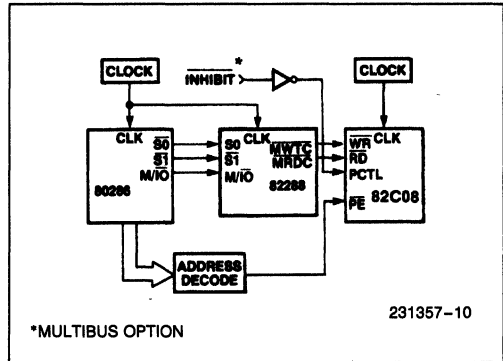 *
CLOCK INHIBIT CLOCK
CLK S0 S0 CLK MWTC WR CLK
S1 S1 MRDC RD
M/IO M/IO PCTL
80286 82288 82C08
PE
ADDRESS
DECODE
231357–10
*MULTIBUS OPTION